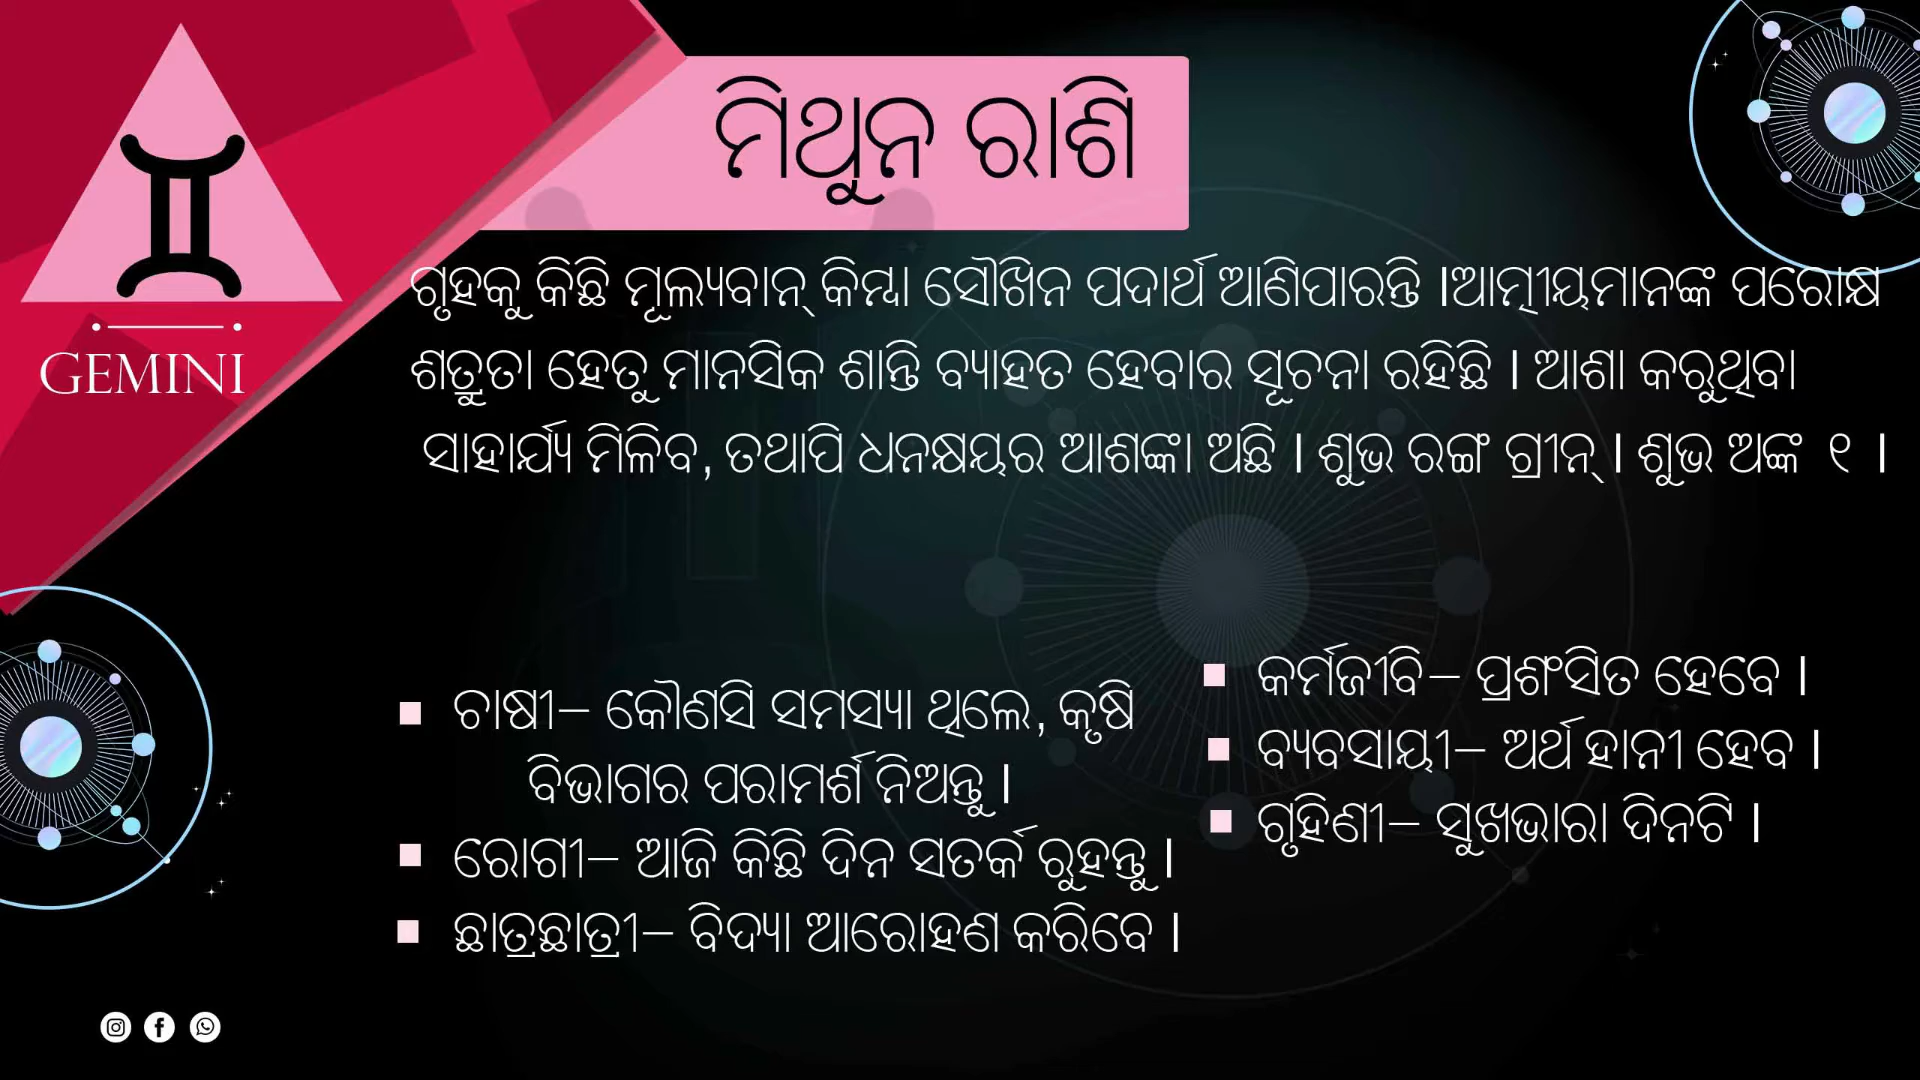 ମିଥୁନ ରାଶି
GEMINI
ଗୃହକୁ କିଛି ମୂଲ୍ୟବାନ୍ କିମ୍ବା ସୌଖିନ ପଦାର୍ଥ ଆଣିପାରନ୍ତି ।ଆତ୍ମୀୟମାନଙ୍କ ପରୋକ୍ଷ
ଶତ୍ରୁତା ହେତୁ ମାନସିକ ଶାନ୍ତି ବ୍ୟାହତ ହେବାର ସୂଚନା ରହିଛି । ଆଶା କରୁଥିବା
ସାହାର୍ଯ୍ୟ ମିଳିବ, ତଥାପି ଧନକ୍ଷୟର ଆଶଙ୍କା ଅଛି । ଶୁଭ ରଙ୍ଗ ଗ୍ରୀନ୍ । ଶୁଭ ଅଙ୍କ ୧ ।
ଚାଷୀ– କୌଣସି ସମସ୍ୟା ଥିଲେ, କୃଷି
ବିଭାଗର ପରାମର୍ଶ ନିଅନ୍ତୁ ।
ରୋଗୀ– ଆଜି କିଛି ଦିନ ସତର୍କ ରୁହନ୍ତୁ ।
ଛାତ୍ରଛାତ୍ରୀ– ବିଦ୍ୟା ଆରୋହଣ କରିବେ ।
କର୍ମଜୀବି– ପ୍ରଶଂସିତ ହେବେ ।
ବ୍ୟବସାୟୀ– ଅର୍ଥ ହାନୀ ହେବ ।
ଗୃହିଣୀ– ସୁଖଭାରା ଦିନଟି ।